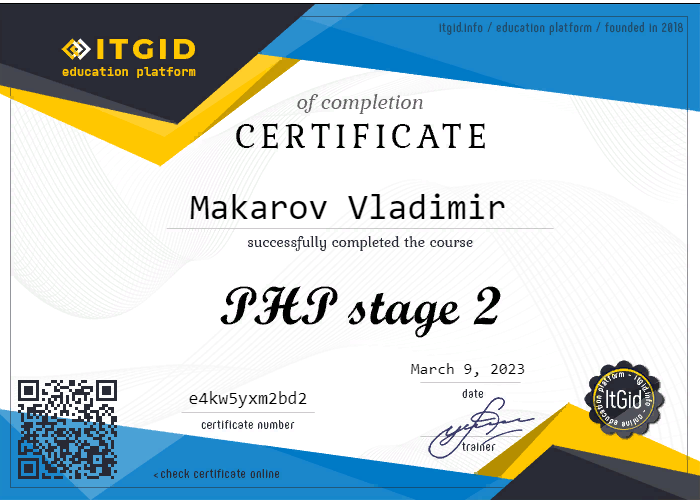 itgid.info / education platform / founded in 2018
ITGID
education platform
of completion
CERTIFICATE
Makarov Vladimir
successfully completed the course
PHP stage 2
March 9, 2023
date
e4kw5yxm2bd2
certificate number
trainer
< check certificate online
education platform - itgid.info - online
ItGid